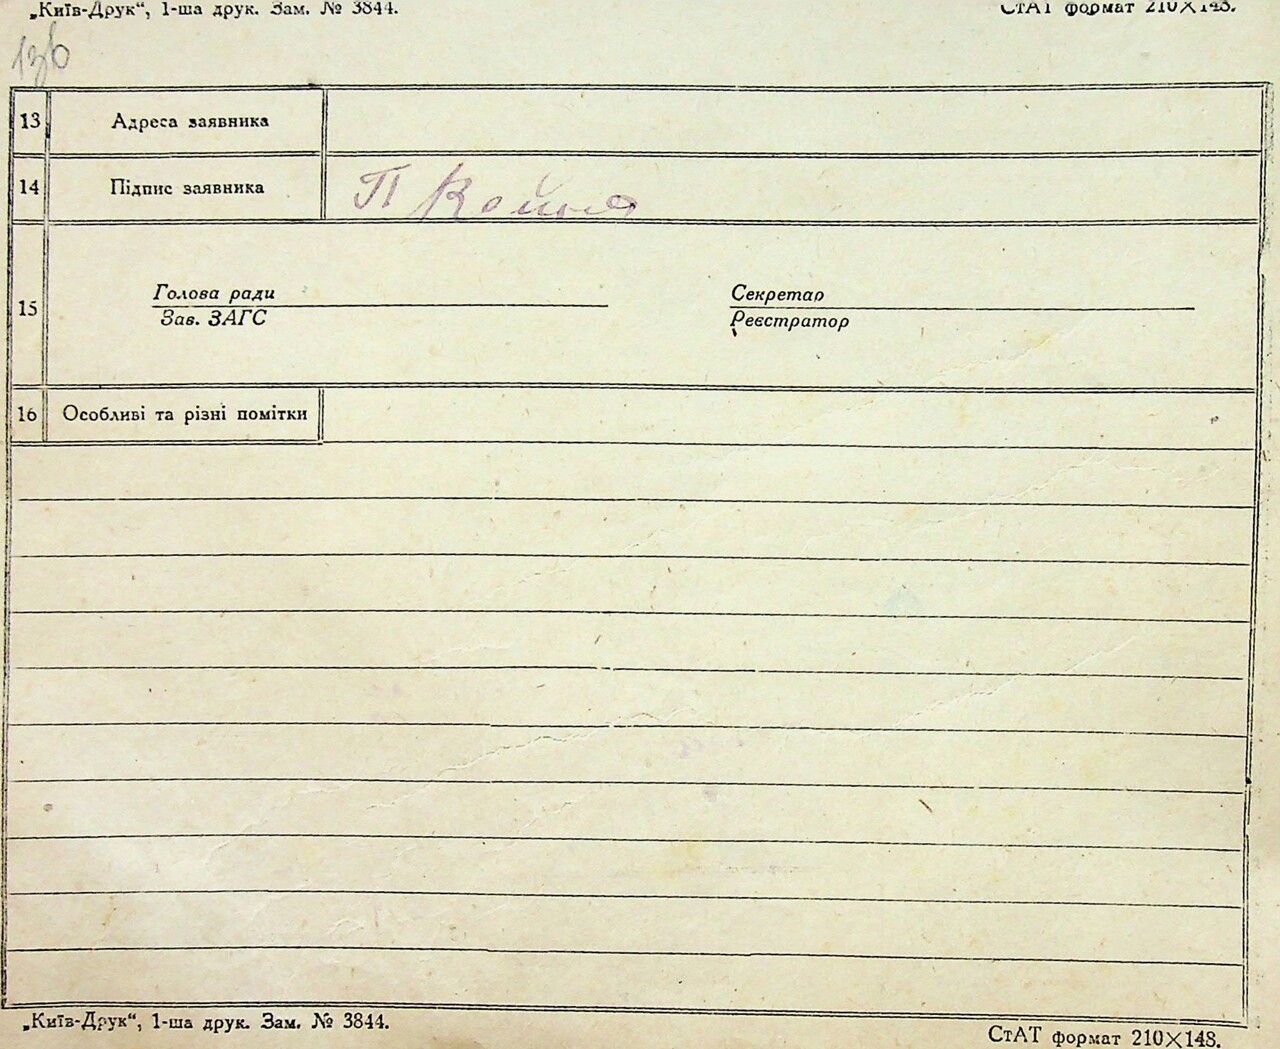 „Київ-Друк“, 1-ша друк. Зам. № 3844.
СтАТ формат 210×148.
13 Адреса заявника
14 Підпис заявника П
15
Голова ради
Зав. ЗАГС
Секретар
Реєстратор
16 Особливі та різні помітки
„Київ-Друк“, 1-ша друк. Зам. № 3844.
СтАТ формат 210×148.